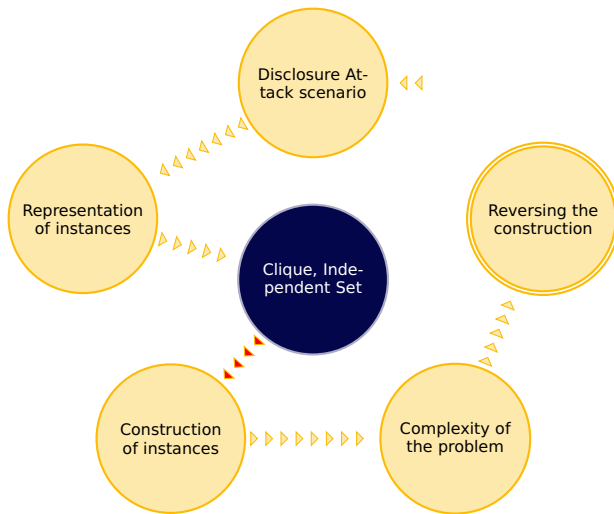 Disclosure At-
tack scenario
Representation
of instances
Reversing the
construction
Clique, Inde-
pendent Set
Construction
of instances
Complexity of
the problem